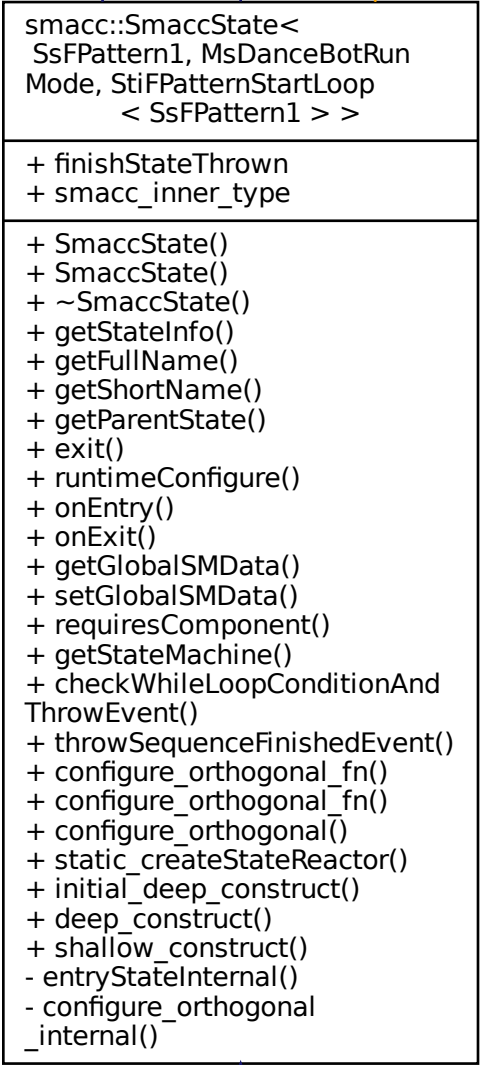 smacc::SmaccState<
SsFPattern1, MsDanceBotRun
Mode, StiFPatternStartLoop
< SsFPattern1 > >
+ finishStateThrown
+ smacc_inner_type
+ SmaccState()
+ SmaccState()
+ ~SmaccState()
+ getStateInfo()
+ getFullName()
+ getShortName()
+ getParentState()
+ exit()
+ runtimeConfigure()
+ onEntry()
+ onExit()
+ getGlobalSMData()
+ setGlobalSMData()
+ requiresComponent()
+ getStateMachine()
+ checkWhileLoopConditionAnd
ThrowEvent()
+ throwSequenceFinishedEvent()
+ configure_orthogonal_fn()
+ configure_orthogonal_fn()
+ configure_orthogonal()
+ static_createStateReactor()
+ initial_deep_construct()
+ deep_construct()
+ shallow_construct()
- entryStateInternal()
- configure_orthogonal
_internal()